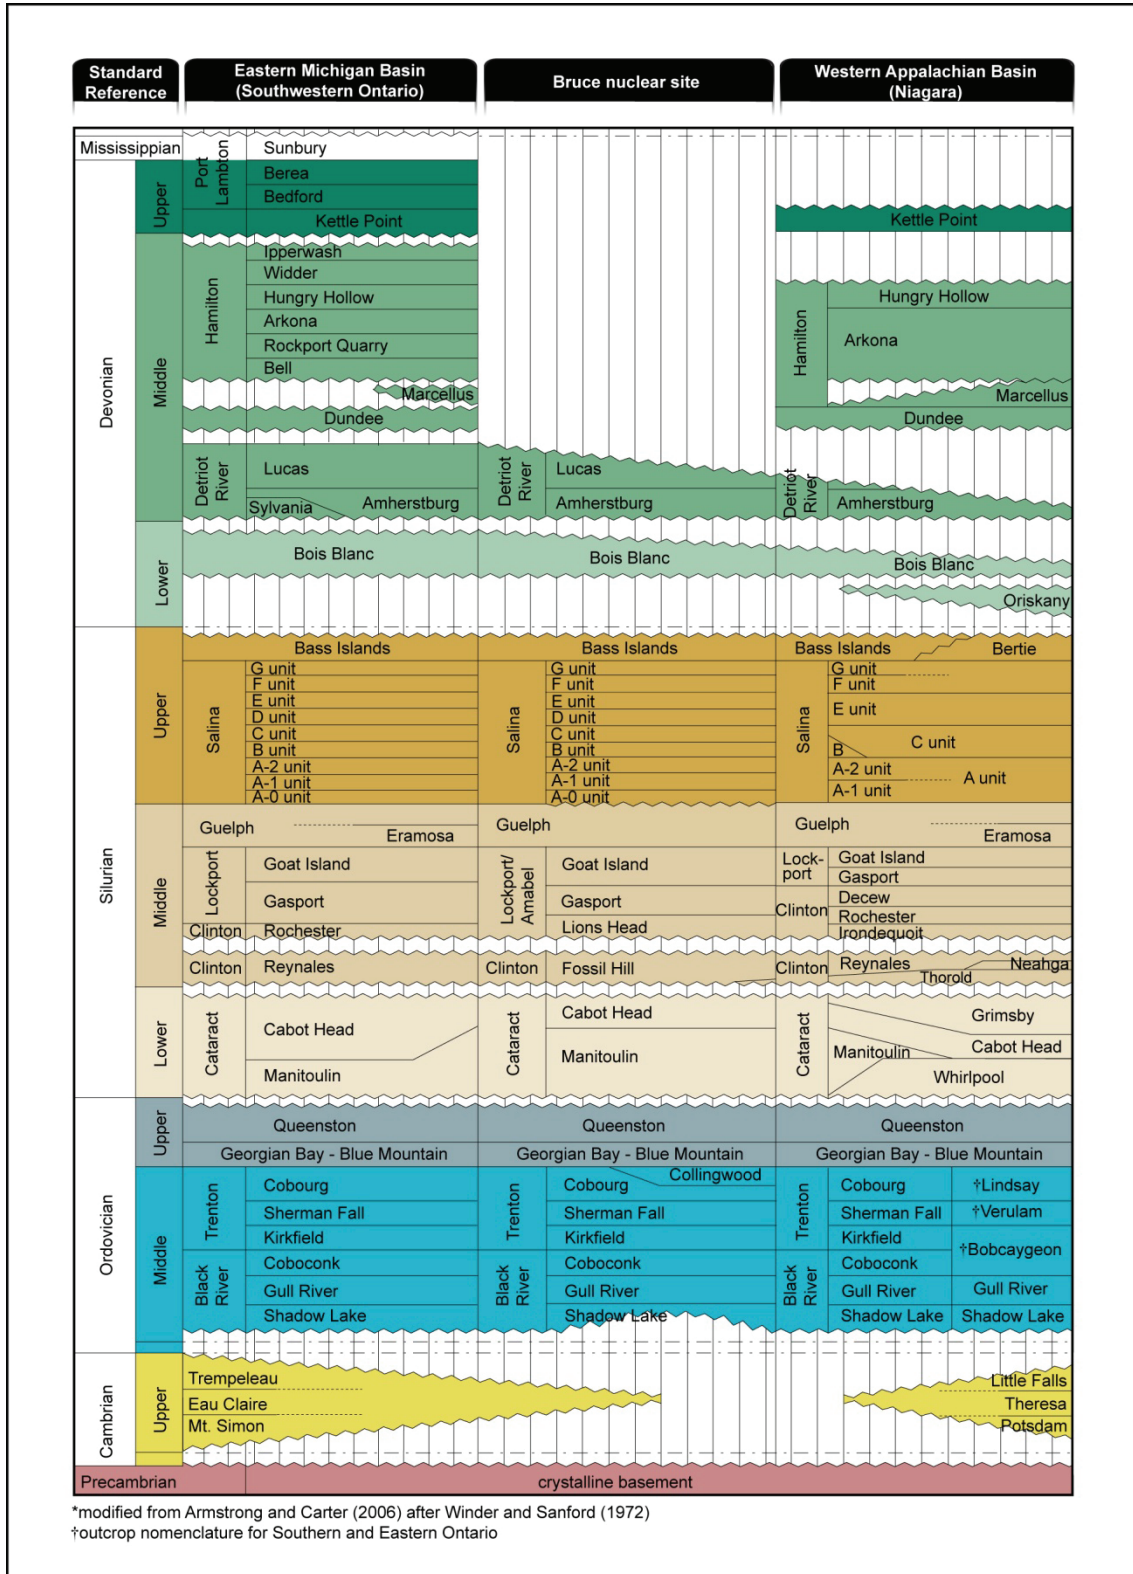 Standard
Reference
Eastern Michigan Basin
(Southwestern Ontario)
Bruce nuclear site
Western Appalachian Basin
(Niagara)
Mississippian
Devonian
Upper
Middle
Lower
Silurian
Upper
Middle
Lower
Ordovician
Upper
Middle
Cambrian
Upper
Precambrian
Port
Lambton
Sunbury
Berea
Bedford
Kettle Point
Hamilton
Ipperwash
Widder
Hungry Hollow
Arkona
Rockport Quarry
Bell
Marcellus
Dundee
Detriot
River
Lucas
Sylvania
Amherstburg
Bois Blanc
Bass Islands
Salina
G unit
F unit
E unit
D unit
C unit
B unit
A-2 unit
A-1 unit
A-0 unit
Guelph
Eramosa
Lockport
Goat Island
Gasport
Clinton
Rochester
Clinton
Reynales
Cataract
Cabot Head
Manitoulin
Queenston
Georgian Bay - Blue Mountain
Trenton
Cobourg
Sherman Fall
Kirkfield
Black
River
Coboconk
Gull River
Shadow Lake
Trempeleau
Eau Claire
Mt. Simon
Detriot
River
Lucas
Amherstburg
Bois Blanc
Bass Islands
Salina
G unit
F unit
E unit
D unit
C unit
B unit
A-2 unit
A-1 unit
A-0 unit
Guelph
Lockport/
Amabel
Goat Island
Gasport
Lions Head
Clinton
Fossil Hill
Cataract
Cabot Head
Manitoulin
Queenston
Georgian Bay - Blue Mountain
Collingwood
Trenton
Cobourg
Sherman Fall
Kirkfield
Black
River
Coboconk
Gull River
Shadow Lake
Kettle Point
Hamilton
Hungry Hollow
Arkona
Marcellus
Dundee
Detriot
River
Amherstburg
Bois Blanc
Oriskany
Bass Islands
Bertie
Salina
G unit
F unit
E unit
C unit
B
A-2 unit
A unit
A-1 unit
Guelph
Eramosa
Lock-
port
Goat Island
Gasport
Clinton
Decew
Rochester
Irondequoit
Clinton
Reynales
Neahga
Thorold
Cataract
Grimsby
Cabot Head
Manitoulin
Whirlpool
Queenston
Georgian Bay - Blue Mountain
Trenton
Cobourg
†Lindsay
Sherman Fall
†Verulam
Kirkfield
†Bobcaygeon
Black
River
Coboconk
Gull River
Gull River
Shadow Lake
Shadow Lake
Little Falls
Theresa
Potsdam
crystalline basement
*modified from Armstrong and Carter (2006) after Winder and Sanford (1972)
†outcrop nomenclature for Southern and Eastern Ontario